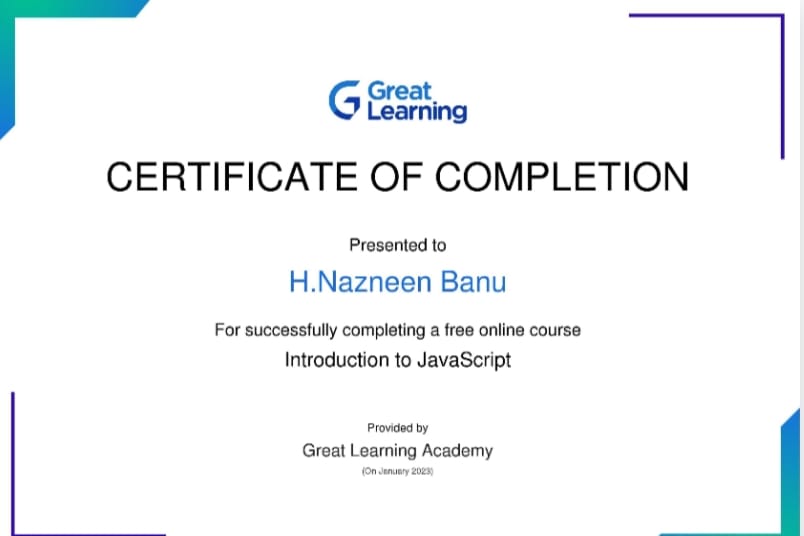 Great
Learning
CERTIFICATE OF COMPLETION
Presented to
H.Nazneen Banu
For successfully completing a free online course
Introduction to JavaScript
Provided by
Great Learning Academy
(On January 2023)